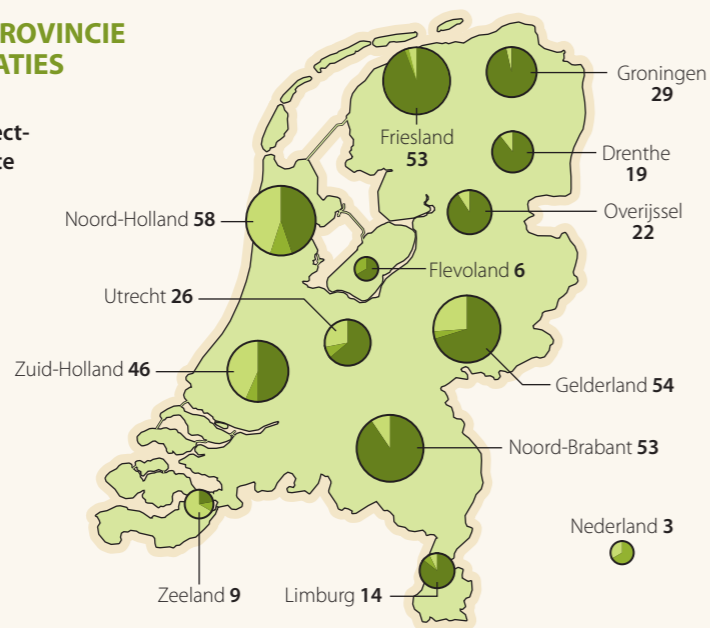 ROVINCIE
ATIES
ect-
te
Groningen
29
Friesland
53
Drenthe
19
Overijssel
22
Noord-Holland 58
Flevoland 6
Utrecht 26
Zuid-Holland 46
Gelderland 54
Noord-Brabant 53
Nederland 3
Zeeland 9
Limburg 14